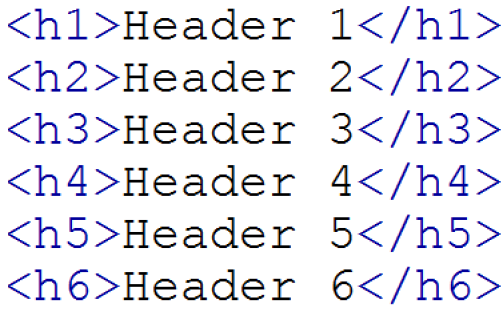 <h1>Header 1</h1>
<h2>Header 2</h2>
<h3>Header 3</h3>
<h4>Header 4</h4>
<h5>Header 5</h5>
<h6>Header 6</h6>